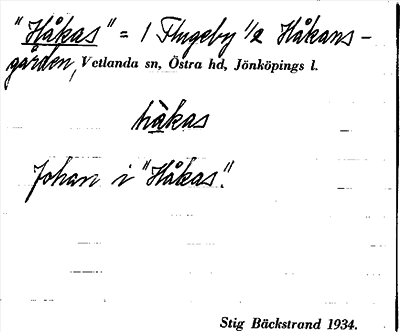 "Håkas" = 1 Flugeby 1/2 Håkans-
gården, Vetlanda sn, Östra hd, Jönköpings l.
håkas
Johan i "Håkas".
Stig Bäckstrand 1934.